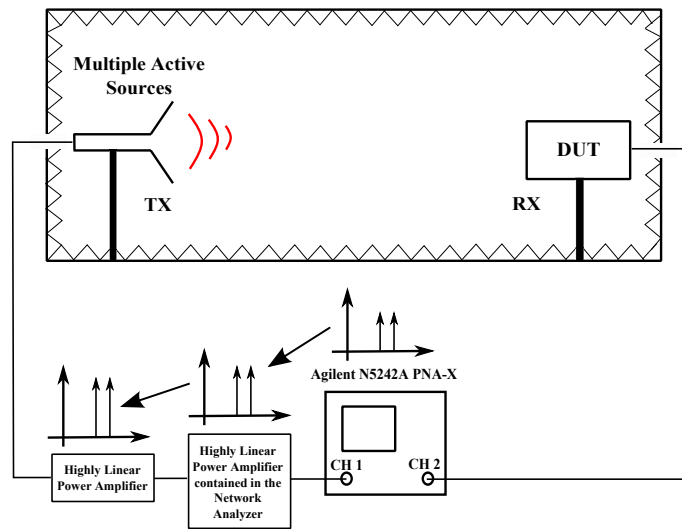 Multiple Active
Sources
TX
DUT
RX
Agilent N5242A PNA-X
CH 1
CH 2
Highly Linear
Power Amplifier
contained in the
Network
Analyzer
Highly Linear
Power Amplifier